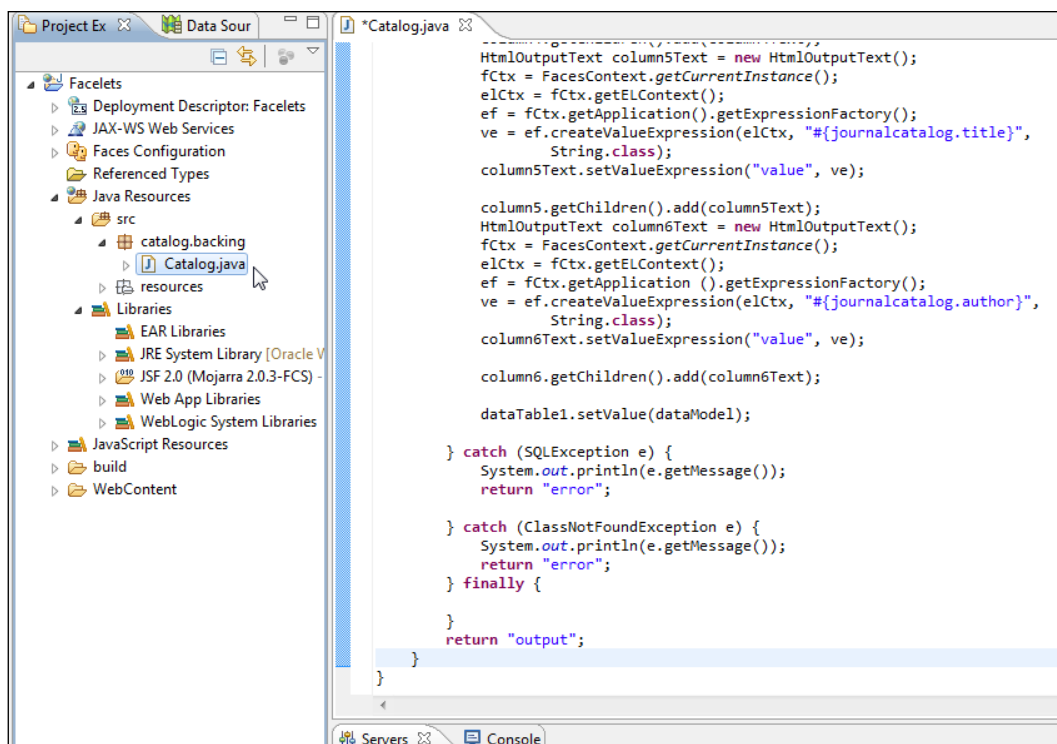 Project Ex
Data Sour
Facelets
Deployment Descriptor: Facelets
JAX-WS Web Services
Faces Configuration
Referenced Types
Java Resources
src
catalog.backing
Catalog.java
resources
Libraries
EAR Libraries
JRE System Library [Oracle W
JSF 2.0 (Mojarra 2.0.3-FCS) -
Web App Libraries
WebLogic System Libraries
JavaScript Resources
build
WebContent
*Catalog.java
HtmlOutputText column5Text = new HtmlOutputText();
fCtx = FacesContext.getCurrentInstance();
elCtx = fCtx.getELContext();
ef = fCtx.getApplication().getExpressionFactory();
ve = ef.createValueExpression(elCtx, "#{journalcatalog.title}",
String.class);
column5Text.setValueExpression("value", ve);
column5.getChildren().add(column5Text);
HtmlOutputText column6Text = new HtmlOutputText();
fCtx = FacesContext.getCurrentInstance();
elCtx = fCtx.getELContext();
ef = fCtx.getApplication ().getExpressionFactory();
ve = ef.createValueExpression(elCtx, "#{journalcatalog.author}",
String.class);
column6Text.setValueExpression("value", ve);
column6.getChildren().add(column6Text);
dataTable1.setValue(dataModel);
} catch (SQLException e) {
System.out.println(e.getMessage());
return "error";
} catch (ClassNotFoundException e) {
System.out.println(e.getMessage());
return "error";
} finally {
}
return "output";
}
}
Servers
Console